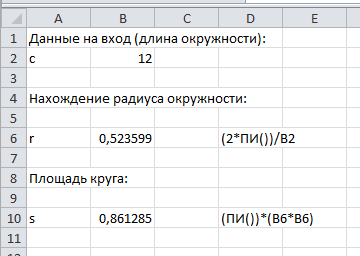 A B C D E
1 Данные на вход (длина окружности):
2 c 12
3
4 Нахождение радиуса окружности:
5
6 r 0,523599 (2*ПИ())/B2
7
8 Площадь круга:
9
10 s 0,861285 (ПИ())*(B6*B6)
11